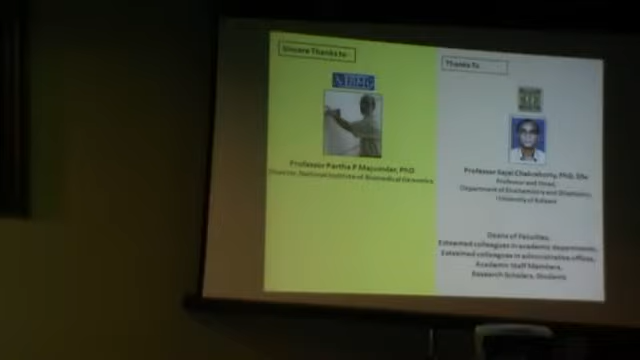 Sincere Thanks to
NIBMG
Professor Partha P Majumder, PhD
Director, National Institute of Biomedical Genomics
Thanks To
Professor Sajal Chakraborty, PhD, DSc
Professor and Head,
Department of Biochemistry and Biophysics,
University of Kalyani
Deans of Faculties,
Esteemed colleagues in academic departments,
Esteemed colleagues in administrative offices,
Academic Staff Members,
Research Scholars, Students